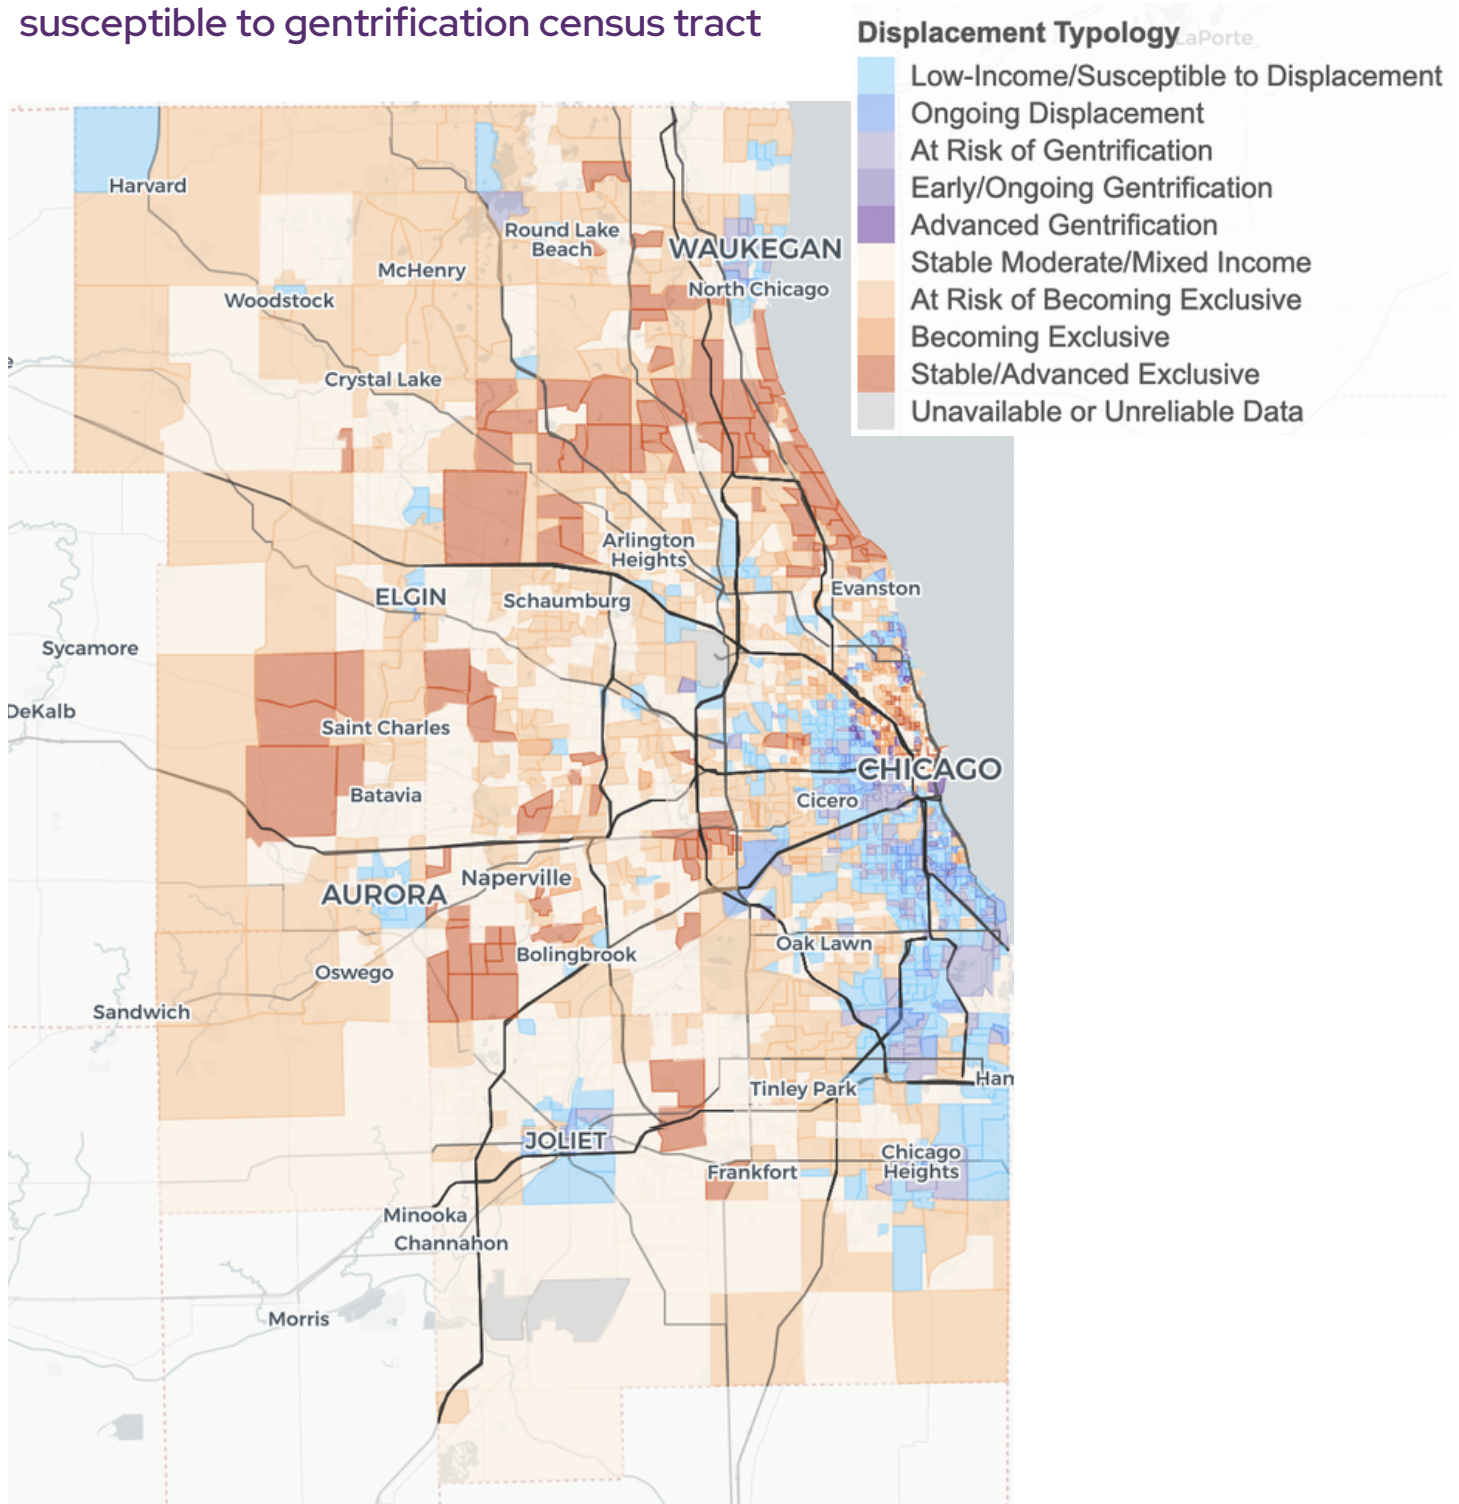 susceptible to gentrification census tract
Displacement Typology
LaPorte
Low-Income/Susceptible to Displacement
Ongoing Displacement
At Risk of Gentrification
Early/Ongoing Gentrification
Advanced Gentrification
Stable Moderate/Mixed Income
At Risk of Becoming Exclusive
Becoming Exclusive
Stable/Advanced Exclusive
Unavailable or Unreliable Data
Harvard
Round Lake
Beach
WAUKEGAN
McHenry
North Chicago
Woodstock
Crystal Lake
Arlington
Heights
Evanston
ELGIN
Schaumburg
Sycamore
DeKalb
Saint Charles
CHICAGO
Batavia
Cicero
Naperville
AURORA
Oak Lawn
Bolingbrook
Oswego
Sandwich
Ham
Tinley Park
JOLIET
Chicago
Heights
Frankfort
Minooka
Channahon
Morris